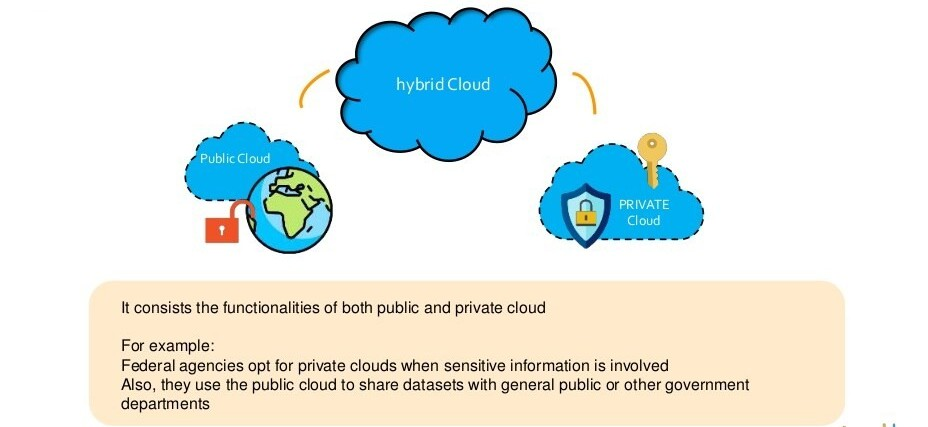 hybrid Cloud
Public Cloud
PRIVATE
Cloud
It consists the functionalities of both public and private cloud
For example:
Federal agencies opt for private clouds when sensitive information is involved
Also, they use the public cloud to share datasets with general public or other government
departments